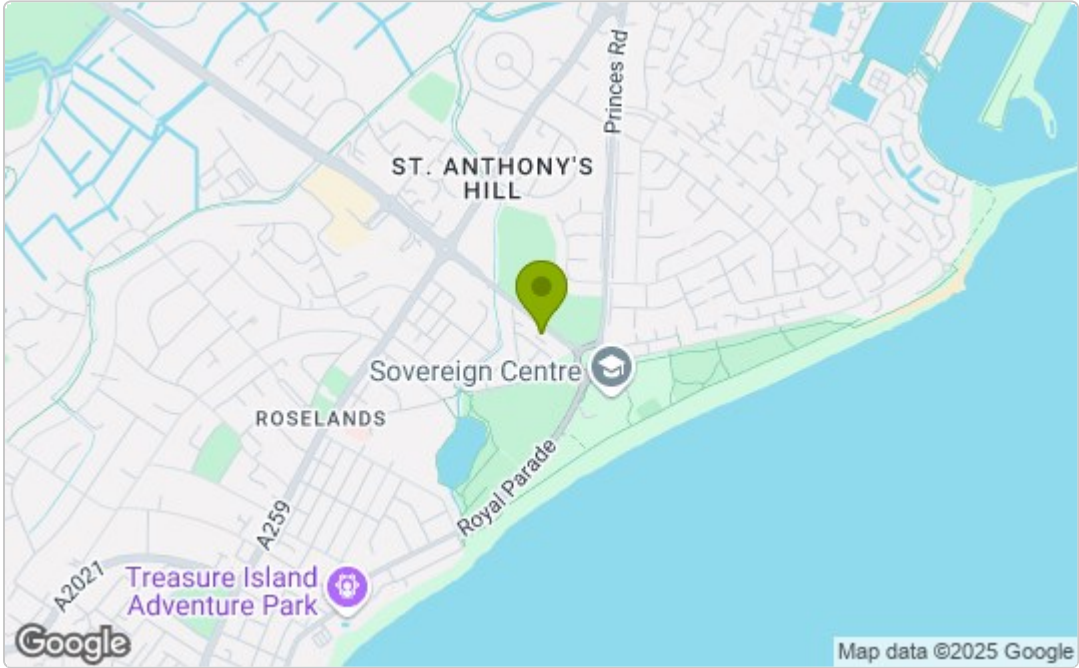 Princes Rd
ST. ANTHONY'S
HILL
Sovereign Centre
ROSELANDS
Royal Parade
A259
A2021
Treasure Island
Adventure Park
Google
Map data ©2025 Google